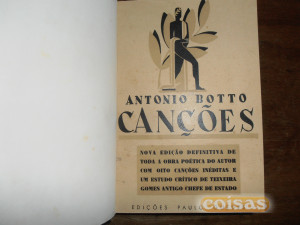 ANTONIO BOTTO
CANÇÕES
NOVA EDIÇÃO DEFINITIVA DE
TODA A OBRA POÉTICA DO AUTOR
COM OITO CANÇÕES INÉDITAS E
UM ESTUDO CRÍTICO DE TEIXEIRA
GOMES ANTIGO CHEFE DE ESTADO
EDIÇÕES
coisas